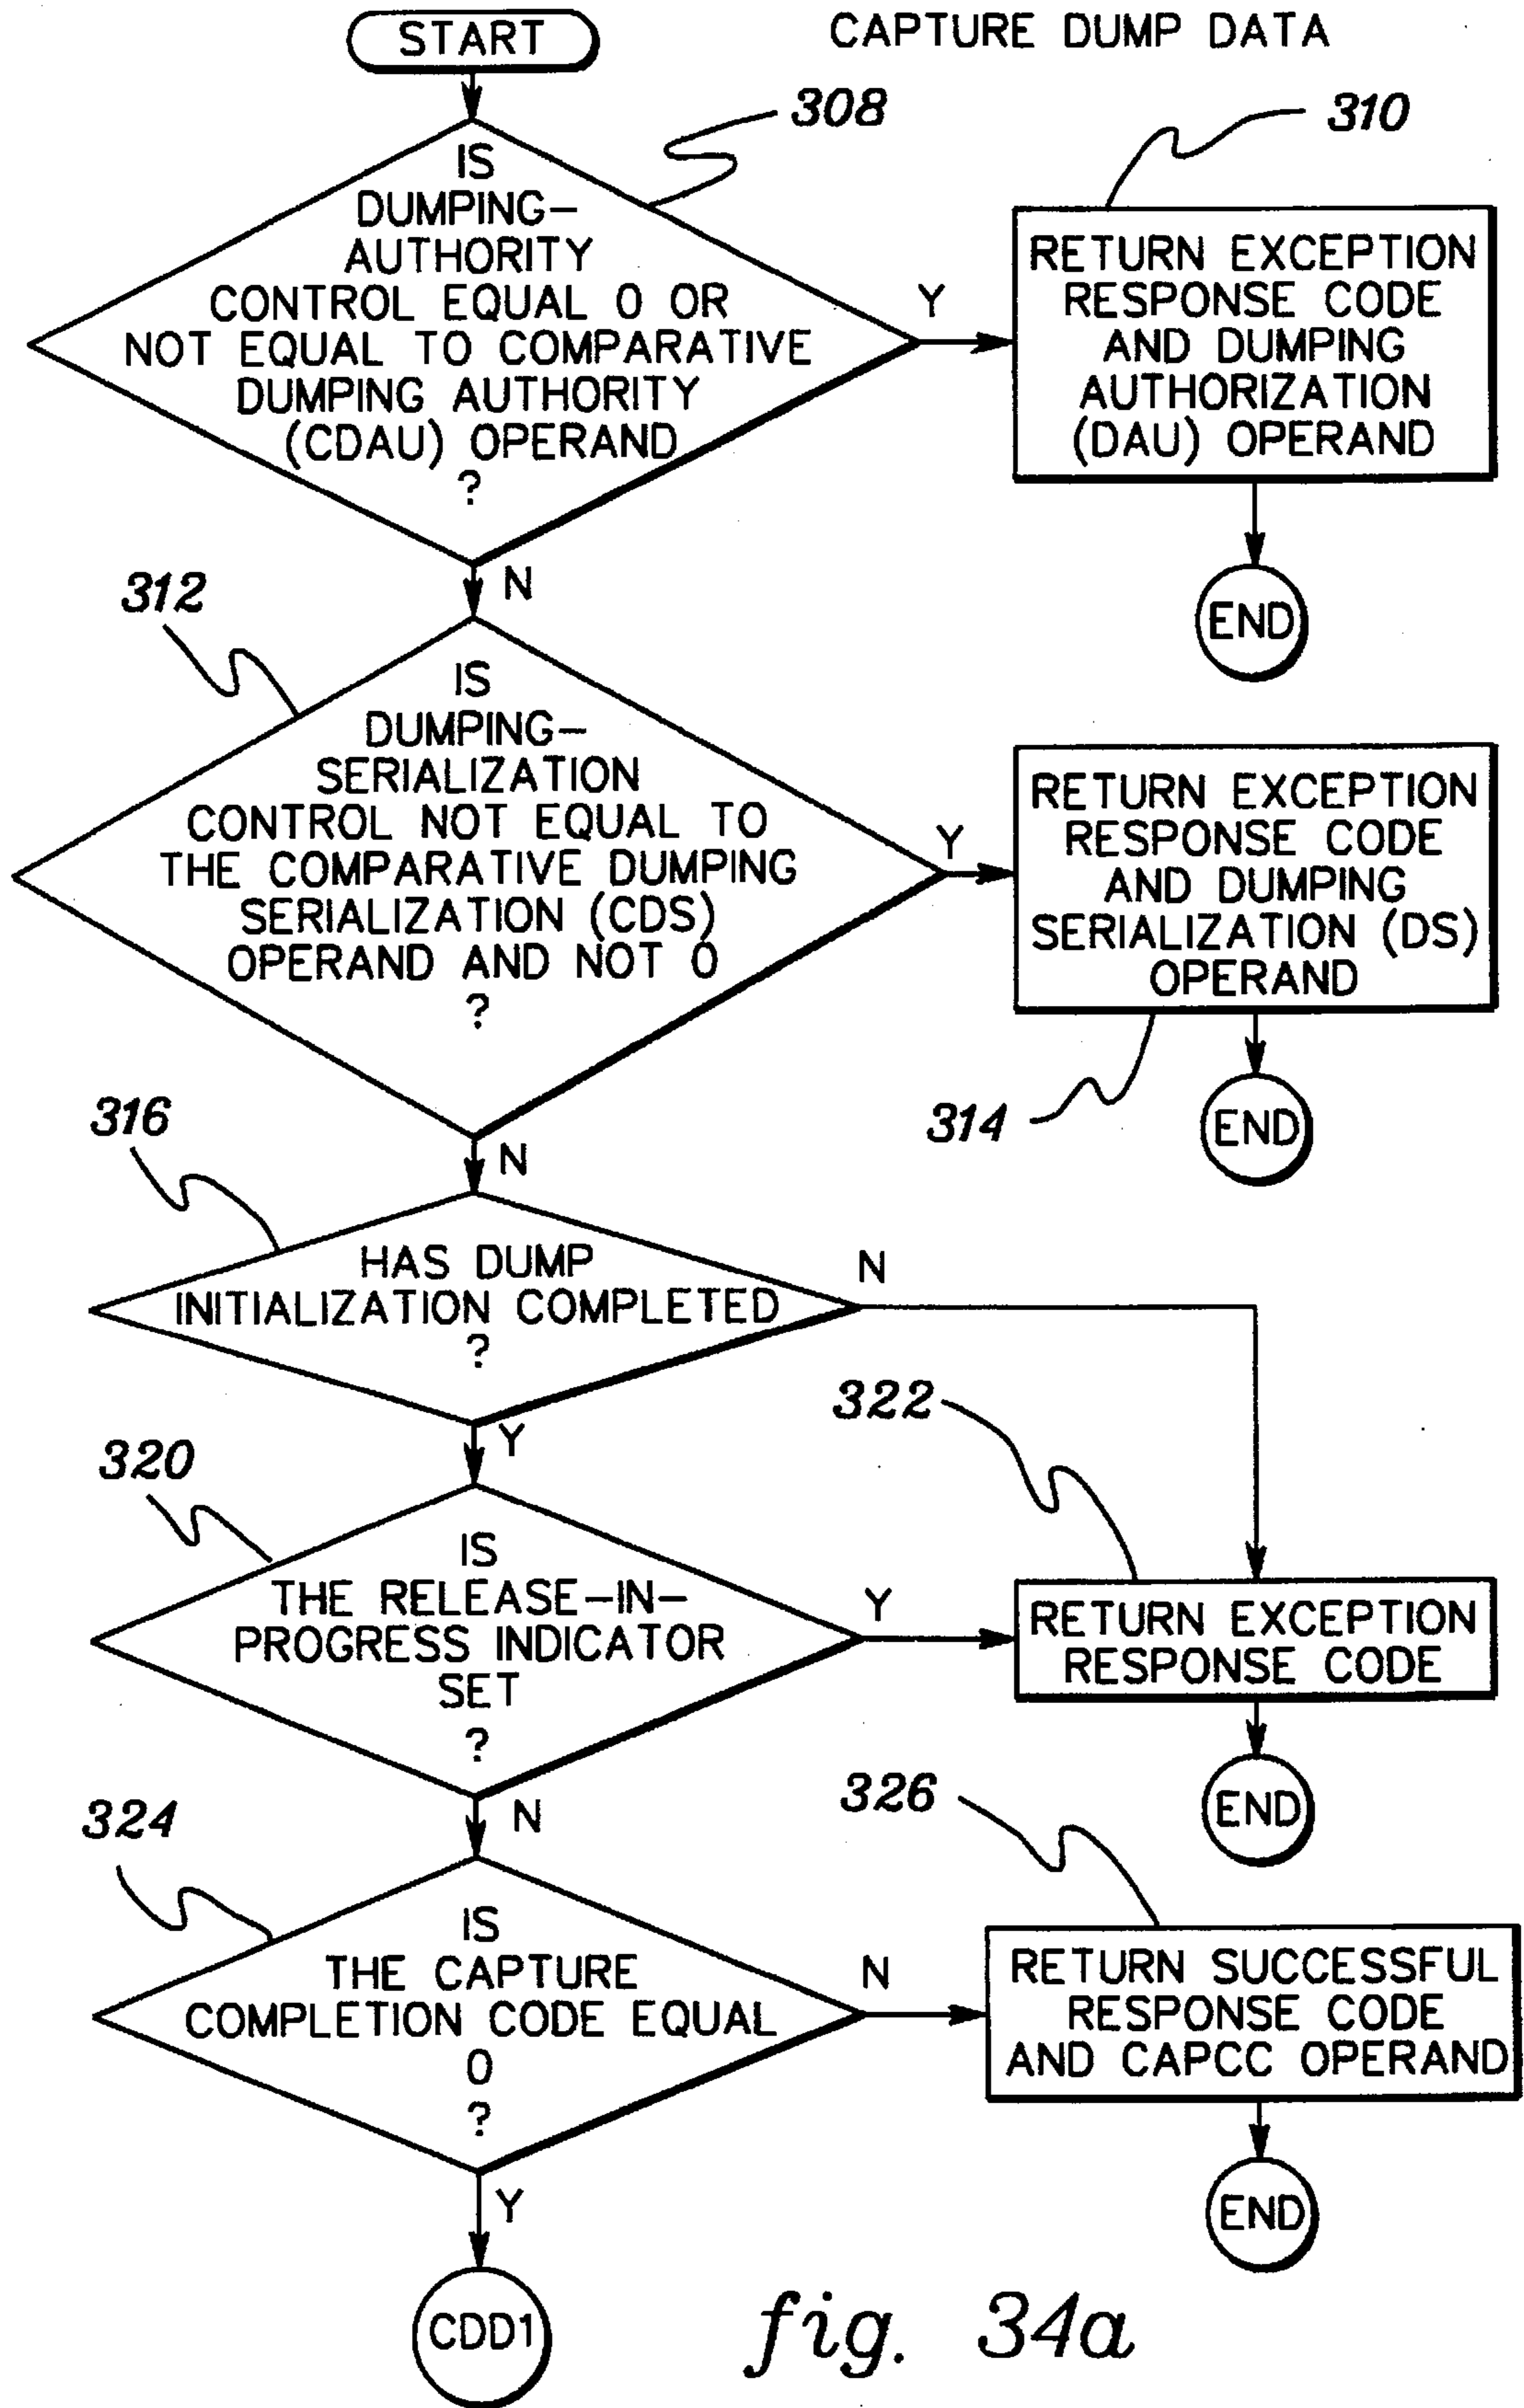 START
CAPTURE DUMP DATA
308
310
IS
DUMPING-
AUTHORITY
CONTROL EQUAL 0 OR
NOT EQUAL TO COMPARATIVE
DUMPING AUTHORITY
(CDAU) OPERAND
?
Y
RETURN EXCEPTION
RESPONSE CODE
AND DUMPING
AUTHORIZATION
(DAU) OPERAND
END
N
312
IS
DUMPING-
SERIALIZATION
CONTROL NOT EQUAL TO
THE COMPARATIVE DUMPING
SERIALIZATION (CDS)
OPERAND AND NOT 0
?
Y
RETURN EXCEPTION
RESPONSE CODE
AND DUMPING
SERIALIZATION (DS)
OPERAND
314
END
N
316
HAS DUMP
INITIALIZATION COMPLETED
?
N
Y
322
320
IS
THE RELEASE-IN-
PROGRESS INDICATOR
SET
?
Y
RETURN EXCEPTION
RESPONSE CODE
END
N
324
326
IS
THE CAPTURE
COMPLETION CODE EQUAL
0
?
N
RETURN SUCCESSFUL
RESPONSE CODE
AND CAPCC OPERAND
END
Y
CDD1
fig. 34a